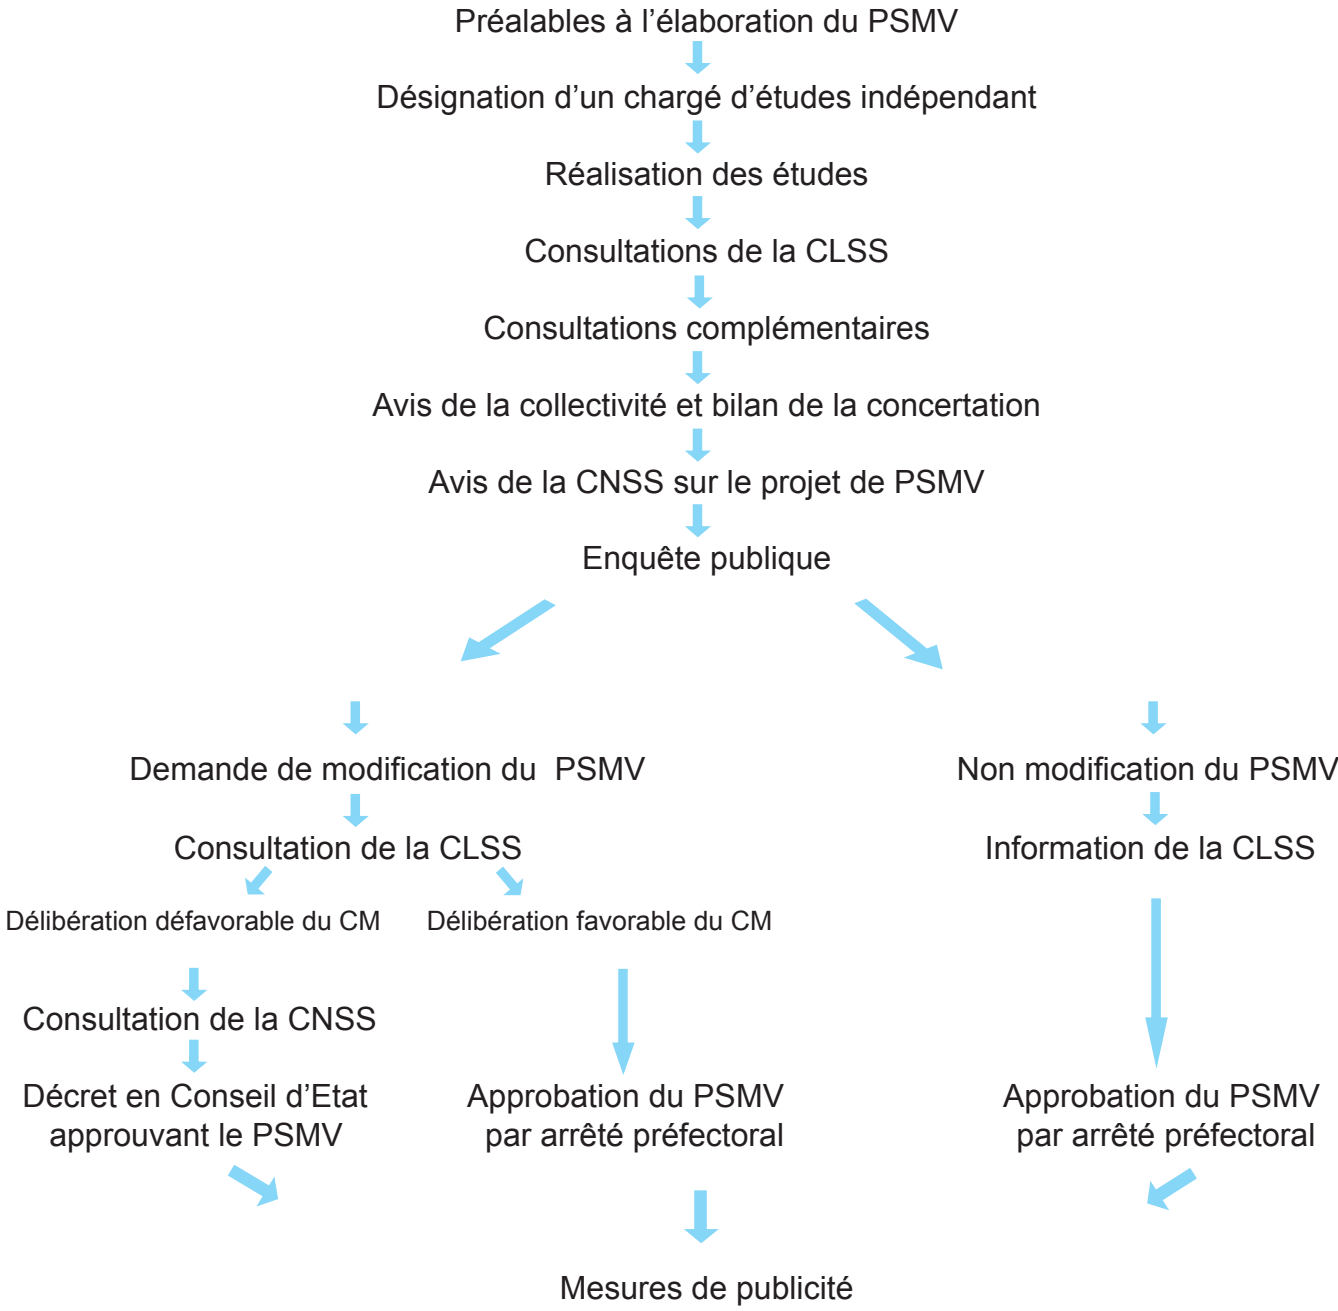 Préalables à l’élaboration du PSMV
Désignation d’un chargé d’études indépendant
Réalisation des études
Consultations de la CLSS
Consultations complémentaires
Avis de la collectivité et bilan de la concertation
Avis de la CNSS sur le projet de PSMV
Enquête publique
Demande de modification du PSMV
Non modification du PSMV
Consultation de la CLSS
Information de la CLSS
Délibération défavorable du CM
Délibération favorable du CM
Consultation de la CNSS
Décret en Conseil d’Etat
approuvant le PSMV
Approbation du PSMV
par arrêté préfectoral
Approbation du PSMV
par arrêté préfectoral
Mesures de publicité